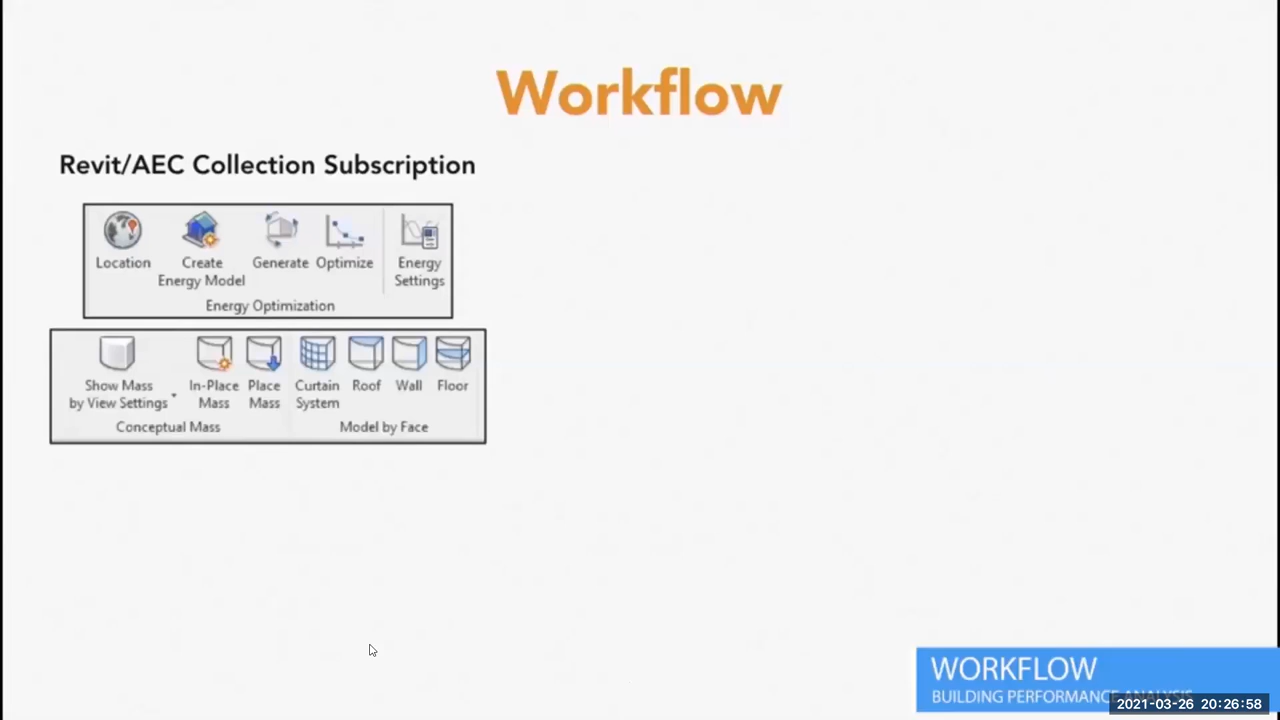 Workflow
Revit/AEC Collection Subscription
Location
Create
Energy Model
Generate
Optimize
Energy
Settings
Energy Optimization
Show Mass
by View Settings
In-Place
Mass
Place
Mass
Curtain
System
Roof
Wall
Floor
Conceptual Mass
Model by Face
WORKFLOW
BUILDING PERFORMANCE ANALYSIS
2021-03-26 20:26:58